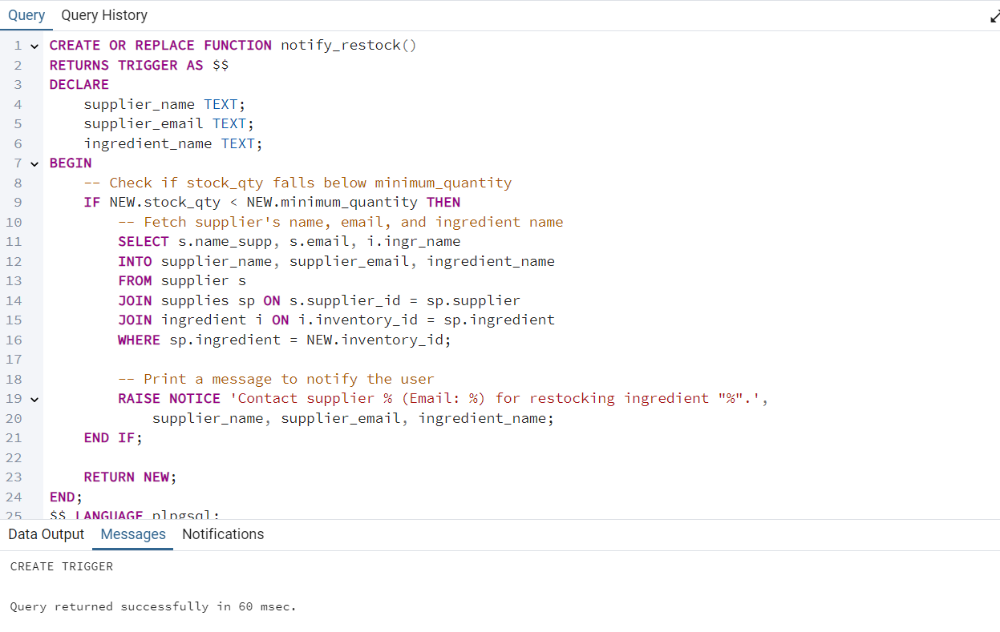 Query Query History
1 CREATE OR REPLACE FUNCTION notify_restock()
2 RETURNS TRIGGER AS $$
3 DECLARE
4     supplier_name TEXT;
5     supplier_email TEXT;
6     ingredient_name TEXT;
7 BEGIN
8     -- Check if stock_qty falls below minimum_quantity
9     IF NEW.stock_qty < NEW.minimum_quantity THEN
10         -- Fetch supplier's name, email, and ingredient name
11         SELECT s.name_supp, s.email, i.ingr_name
12         INTO supplier_name, supplier_email, ingredient_name
13         FROM supplier s
14         JOIN supplies sp ON s.supplier_id = sp.supplier
15         JOIN ingredient i ON i.inventory_id = sp.ingredient
16         WHERE sp.ingredient = NEW.inventory_id;
17
18         -- Print a message to notify the user
19         RAISE NOTICE 'Contact supplier % (Email: %) for restocking ingredient "%".',
20             supplier_name, supplier_email, ingredient_name;
21     END IF;
22
23     RETURN NEW;
24 END;
25 $$ LANGUAGE plpgsql;
Data Output Messages Notifications
CREATE TRIGGER
Query returned successfully in 60 msec.